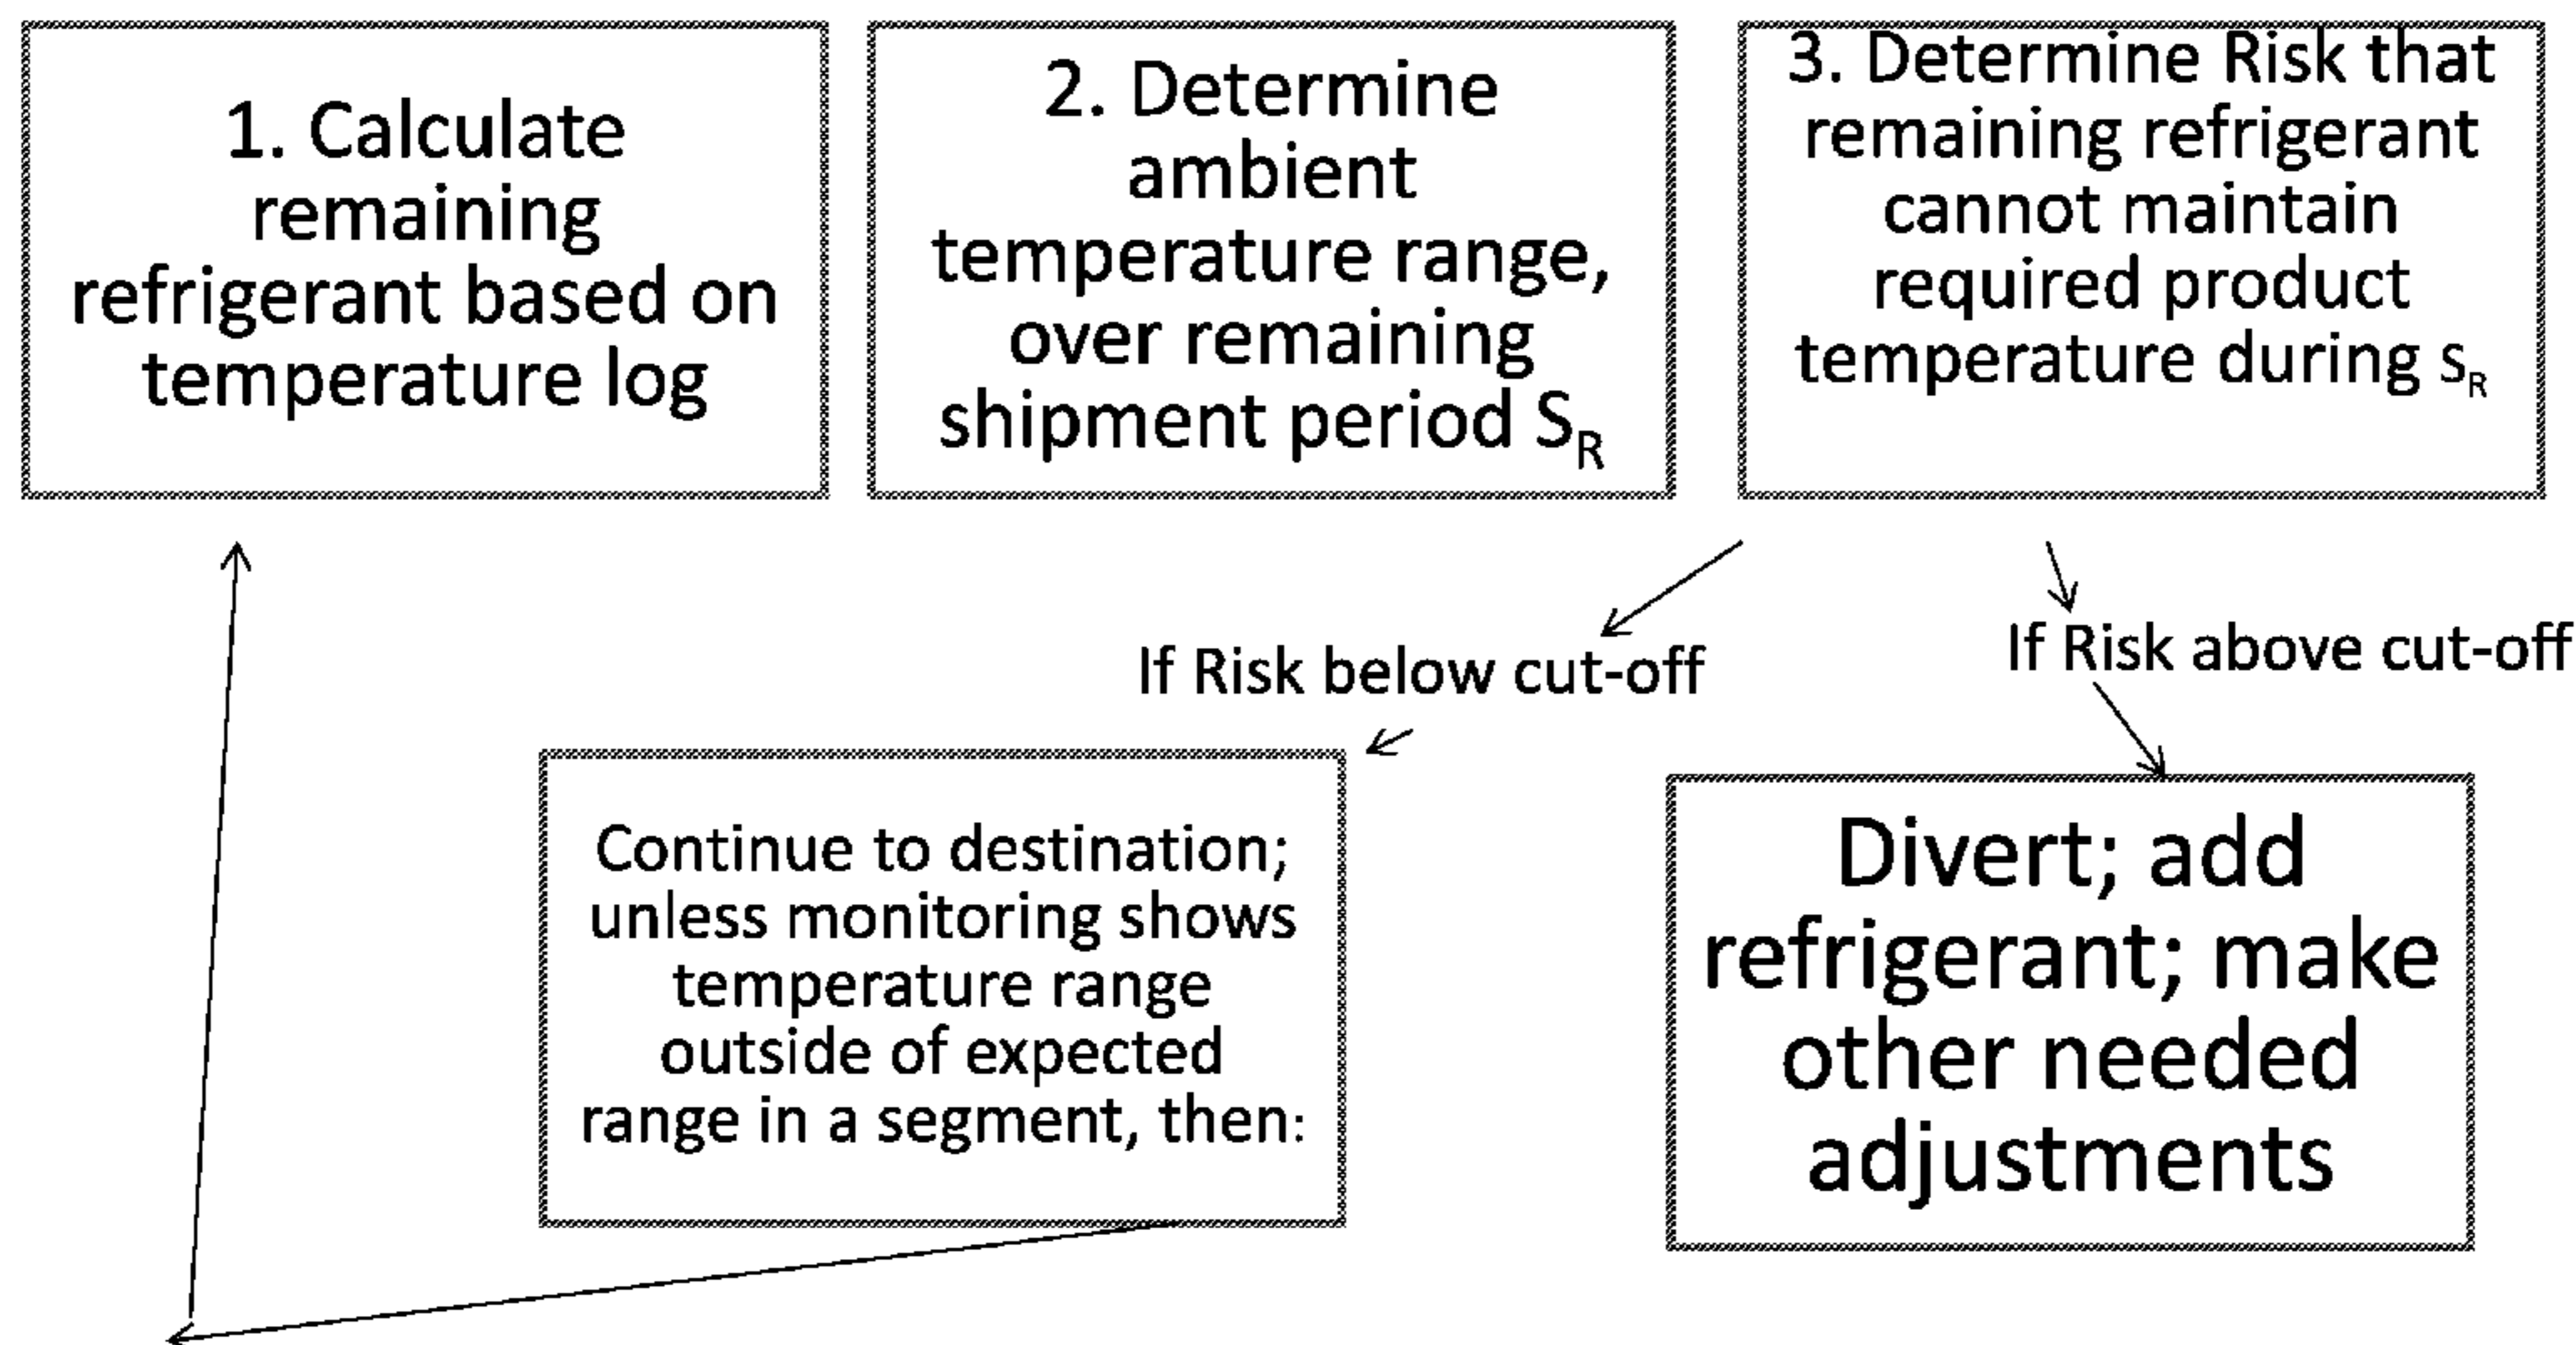 1. Calculate
remaining
refrigerant based on
temperature log
2. Determine
ambient
temperature range,
over remaining
shipment period S_R
3. Determine Risk that
remaining refrigerant
cannot maintain
required product
temperature during S_R
If Risk below cut-off
If Risk above cut-off
Continue to destination;
unless monitoring shows
temperature range
outside of expected
range in a segment, then:
Divert; add
refrigerant; make
other needed
adjustments